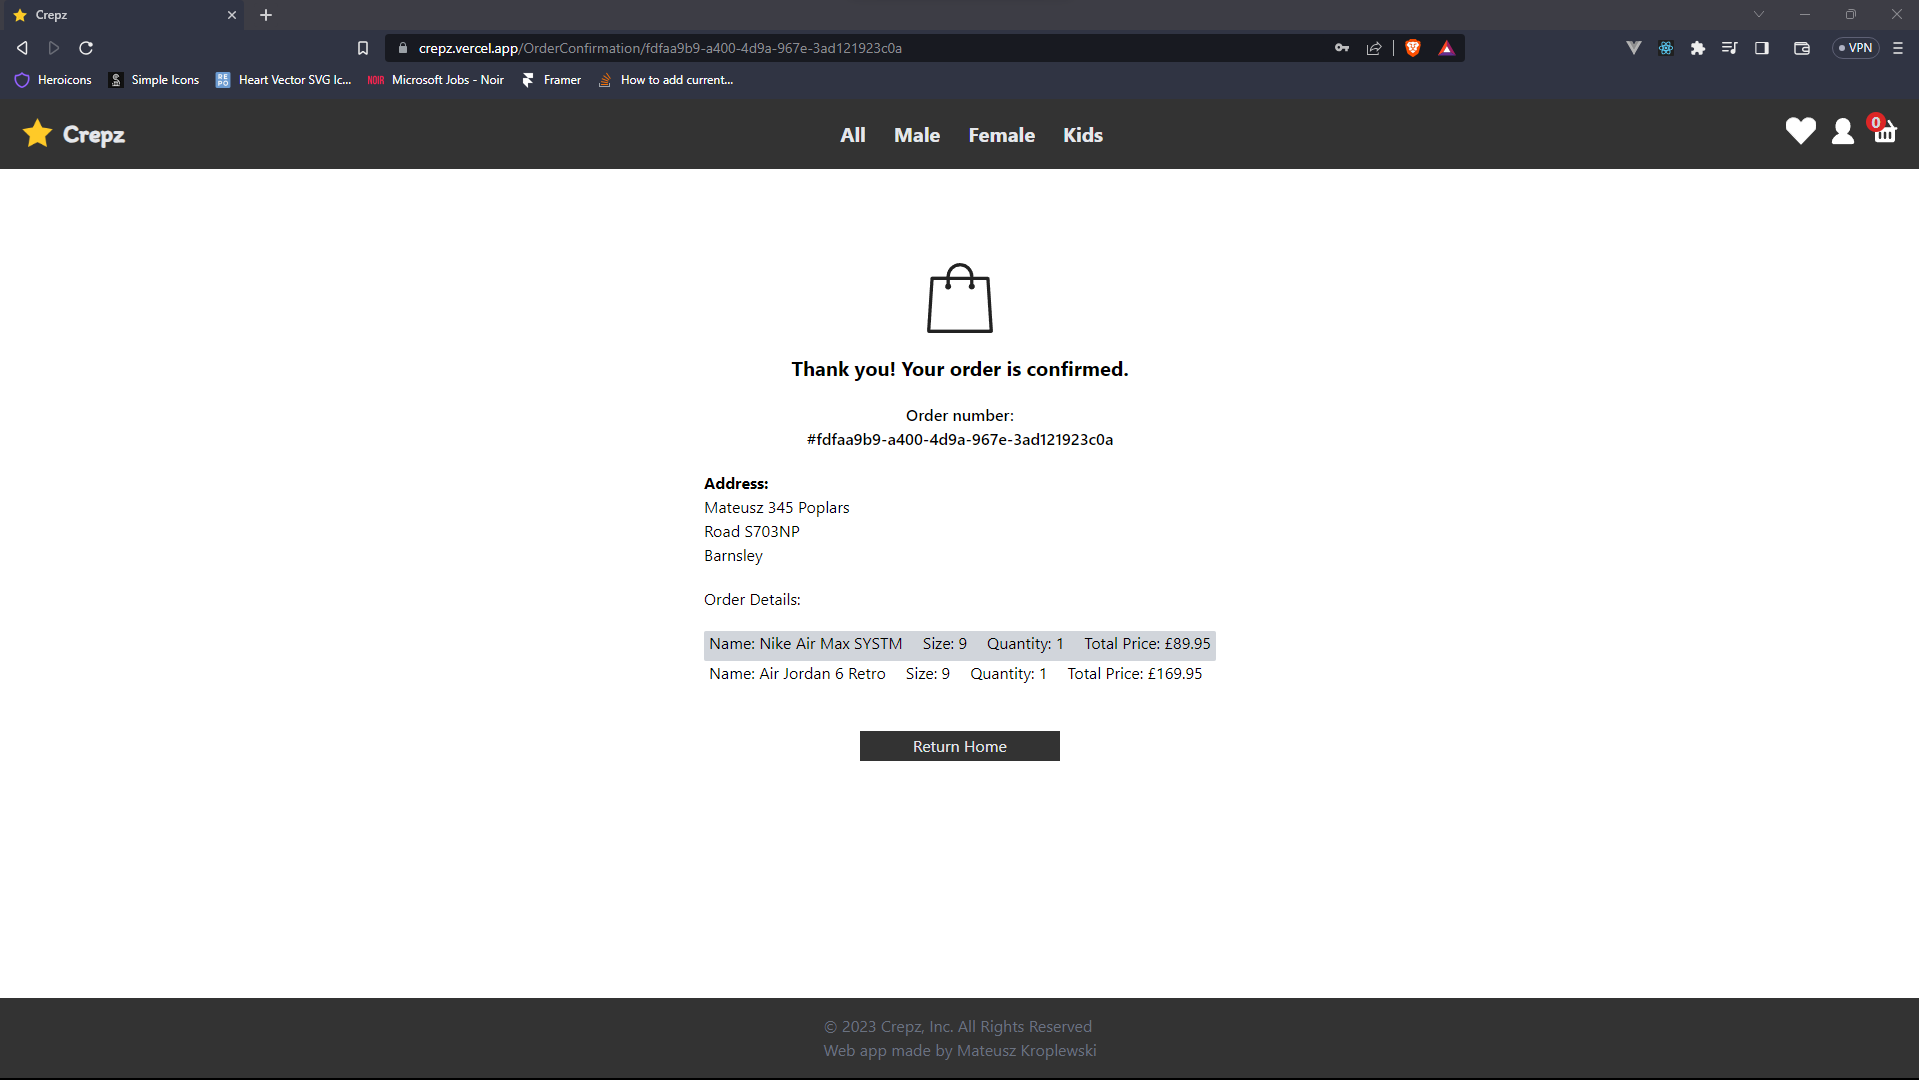 Crepz
crepz.vercel.app/OrderConfirmation/fdfaa9b9-a400-4d9a-967e-3ad121923c0a
VPN
Heroicons
Simple Icons
REPO
Heart Vector SVG Ic...
NOIR
Microsoft Jobs - Noir
Framer
How to add current...
Crepz
All
Male
Female
Kids
0
Thank you! Your order is confirmed.
Order number:
#fdfaa9b9-a400-4d9a-967e-3ad121923c0a
Address:
Mateusz 345 Poplars
Road S703NP
Barnsley
Order Details:
Name: Nike Air Max SYSTM Size: 9 Quantity: 1 Total Price: £89.95
Name: Air Jordan 6 Retro Size: 9 Quantity: 1 Total Price: £169.95
Return Home
© 2023 Crepz, Inc. All Rights Reserved
Web app made by Mateusz Kroplewski